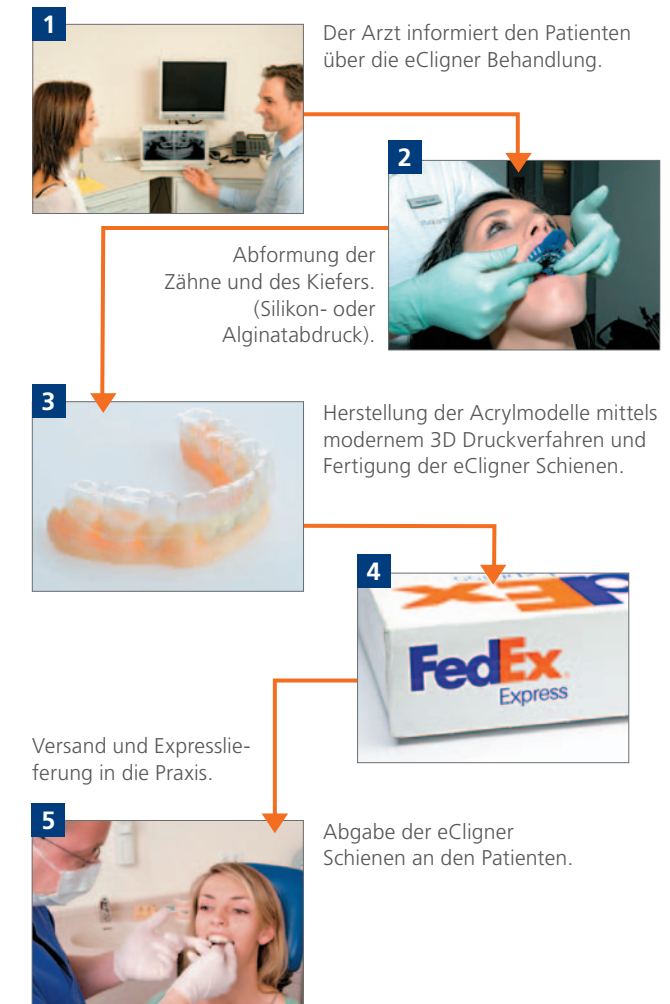 1
Der Arzt informiert den Patienten
über die eCligner Behandlung.
2
Abformung der
Zähne und des Kiefers.
(Silikon- oder
Alginatabdruck).
3
Herstellung der Acrylmodelle mittels
modernem 3D Druckverfahren und
Fertigung der eCligner Schienen.
4
FedEx
Express
Versand und Expresslie-
ferung in die Praxis.
5
Abgabe der eCligner
Schienen an den Patienten.